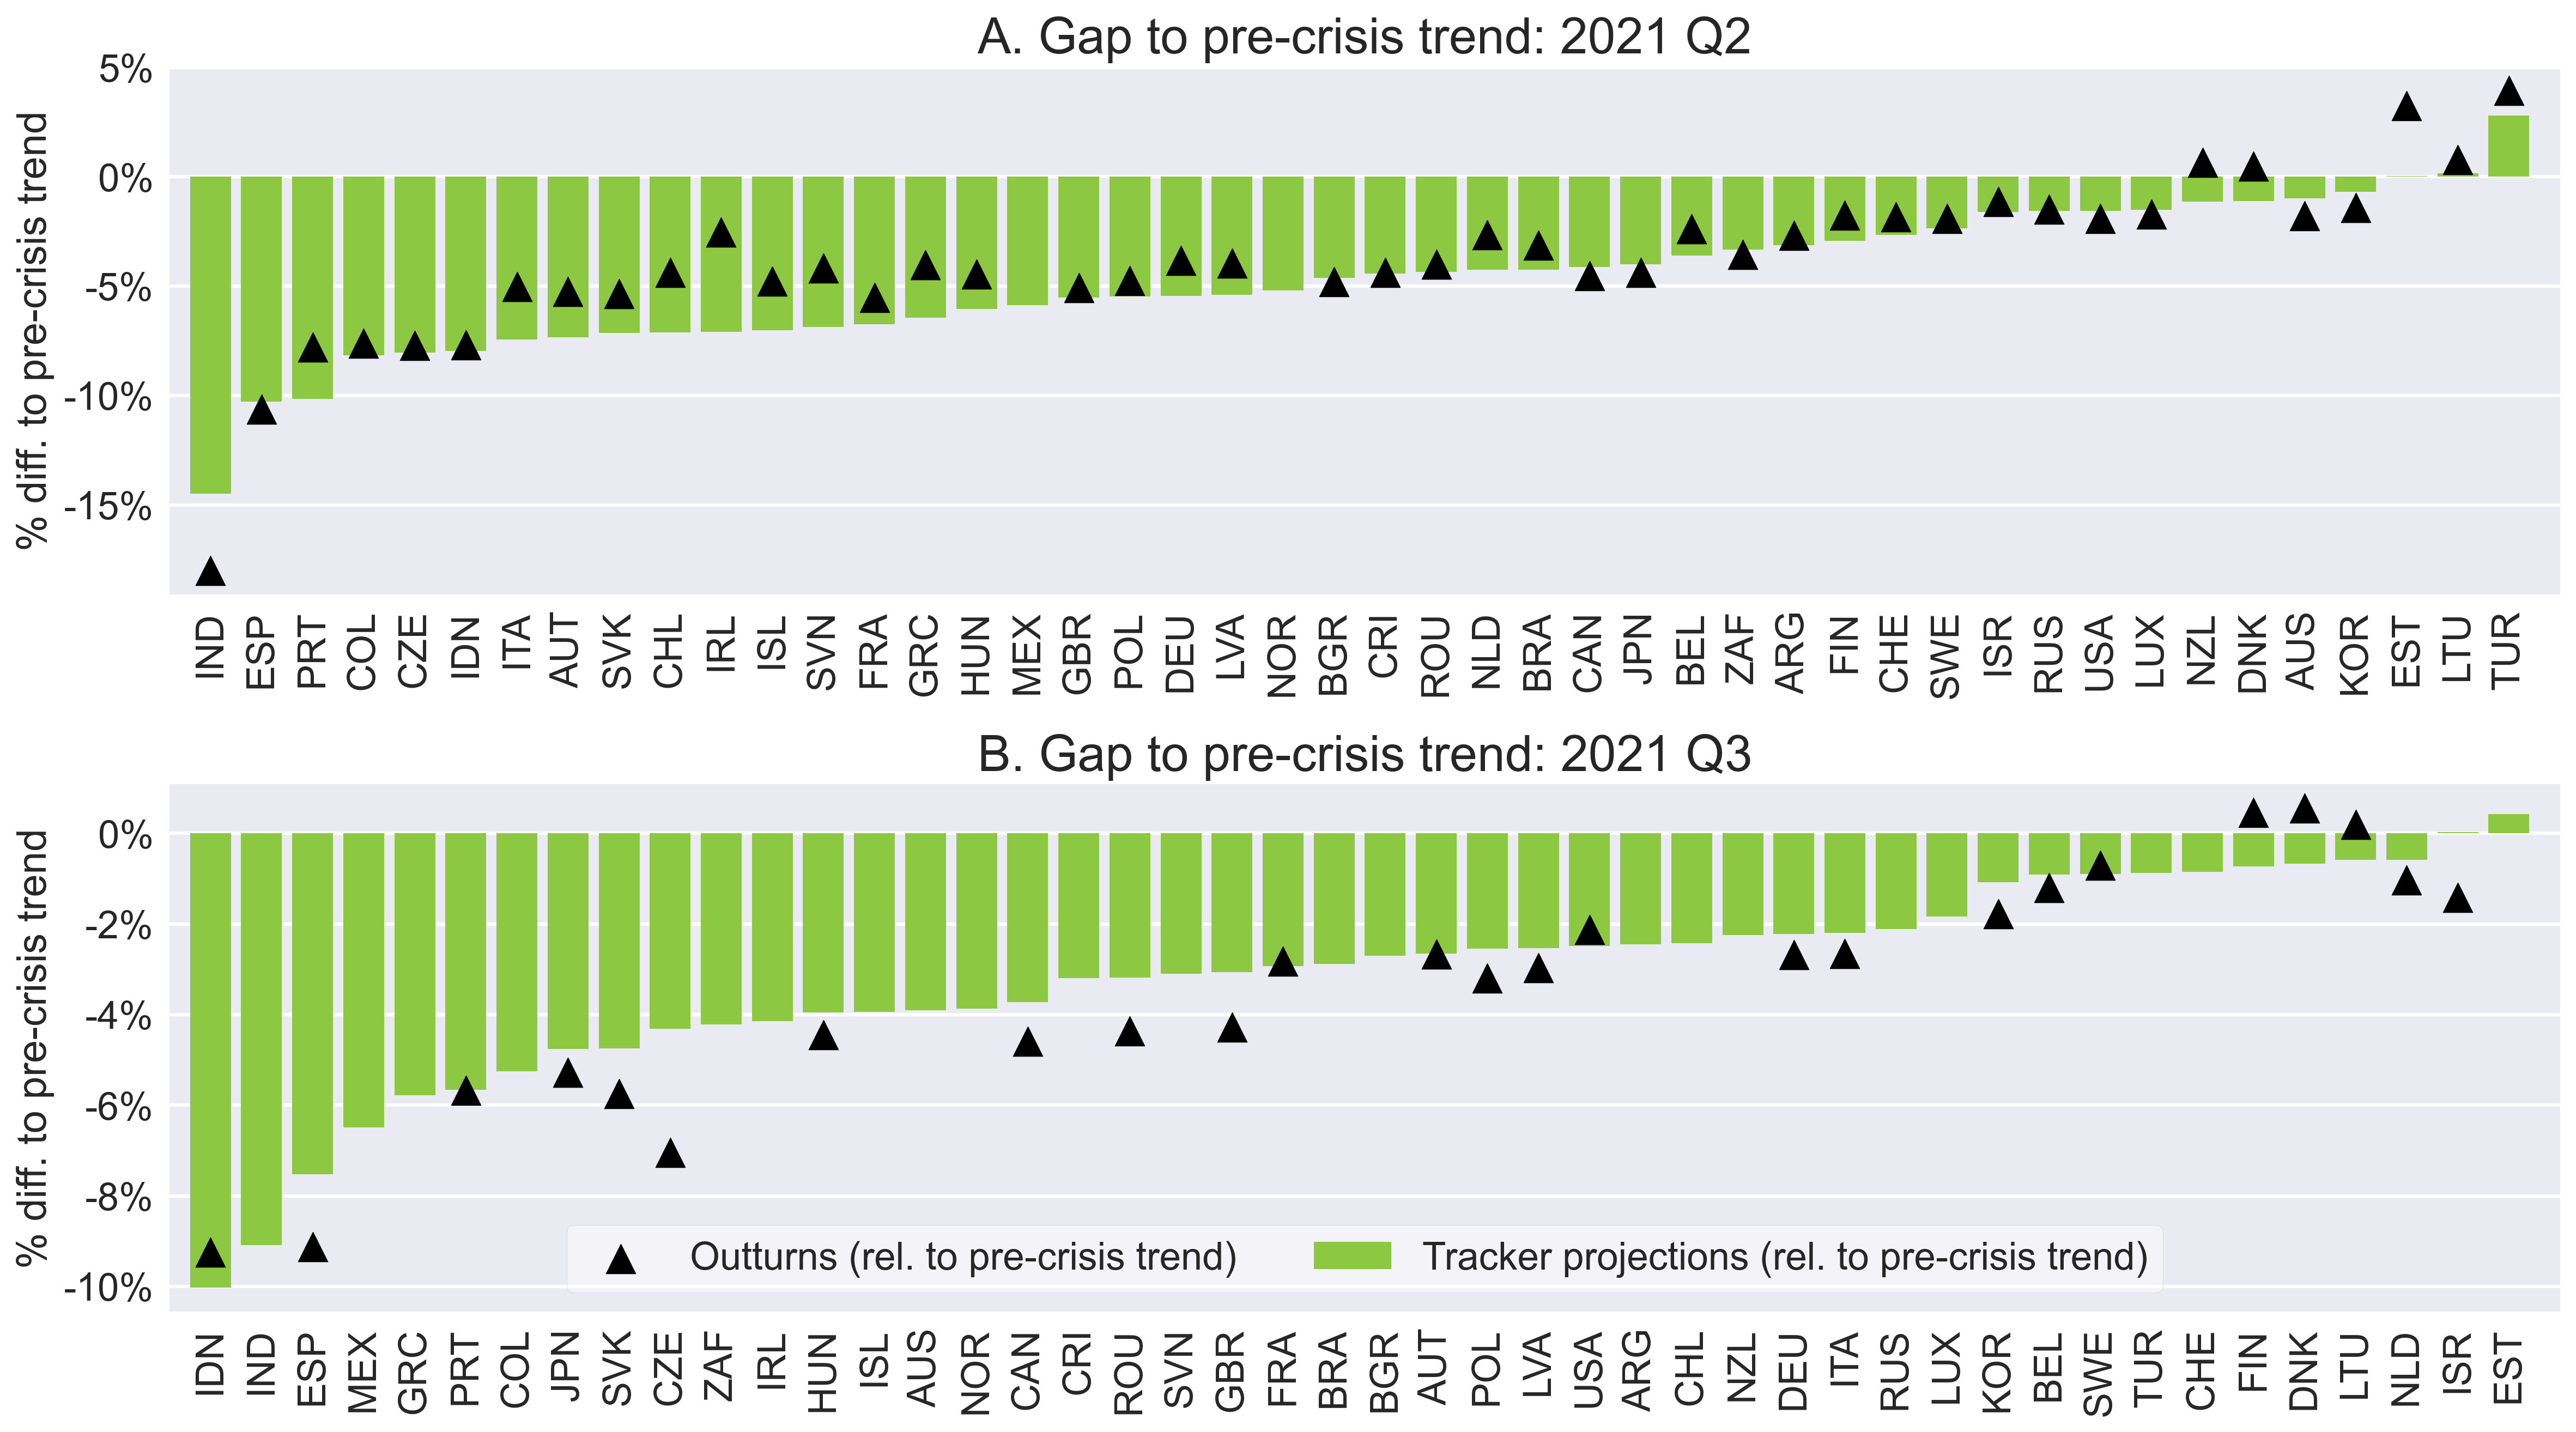 A. Gap to pre-crisis trend: 2021 Q2
% diff. to pre-crisis trend
5%
0%
-5%
-10%
-15%
IND ESP PRT COL CZE IDN ITA AUT SVK CHL IRL ISL SVN FRA GRC HUN MEX GBR POL DEU LVA NOR BGR CRI ROU NLD BRA CAN JPN BEL ZAF ARG FIN CHE SWE ISR RUS USA LUX NZL DNK AUS KOR EST LTU TUR
B. Gap to pre-crisis trend: 2021 Q3
% diff. to pre-crisis trend
0%
-2%
-4%
-6%
-8%
-10%
Outturns (rel. to pre-crisis trend) Tracker projections (rel. to pre-crisis trend)
IDN IND ESP MEX GRC PRT COL JPN SVK CZE ZAF IRL HUN ISL AUS NOR CAN CRI ROU SVN GBR FRA BRA BGR AUT POL LVA USA ARG CHL NZL DEU ITA RUS LUX KOR BEL SWE TUR CHE FIN DNK LTU NLD ISR EST